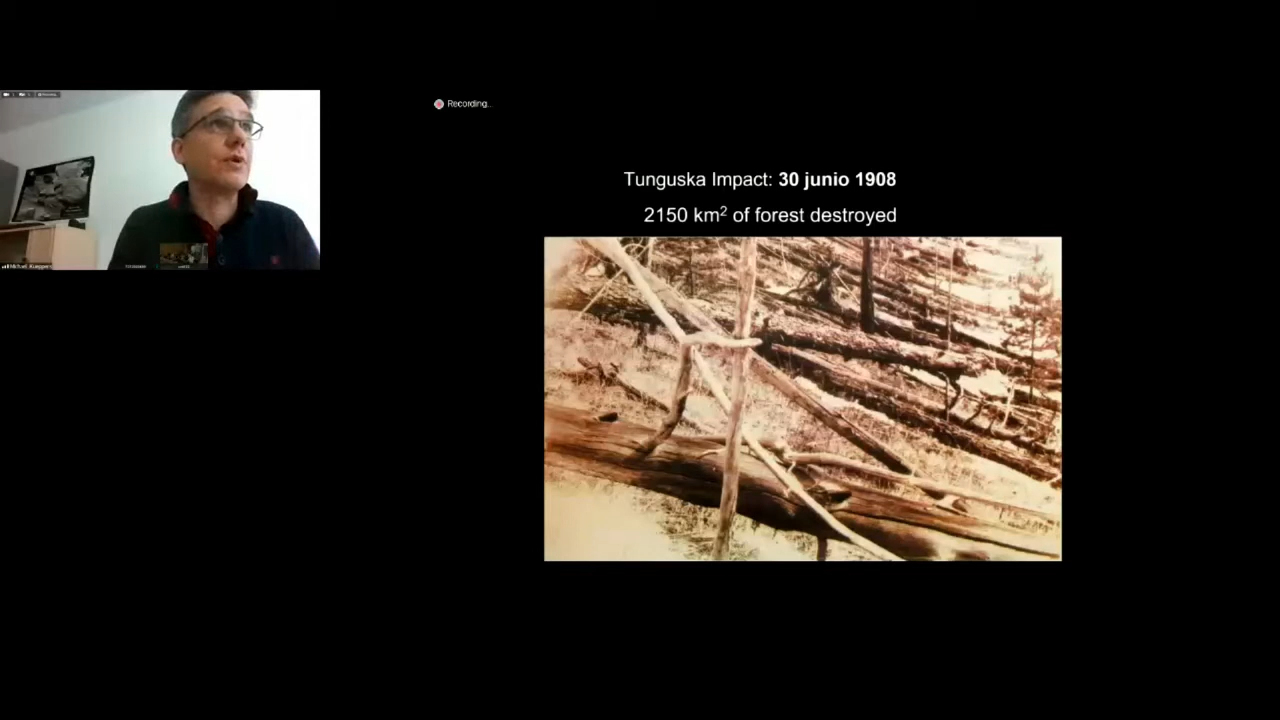 Recording...
Tunguska Impact: 30 junio 1908
2150 km² of forest destroyed